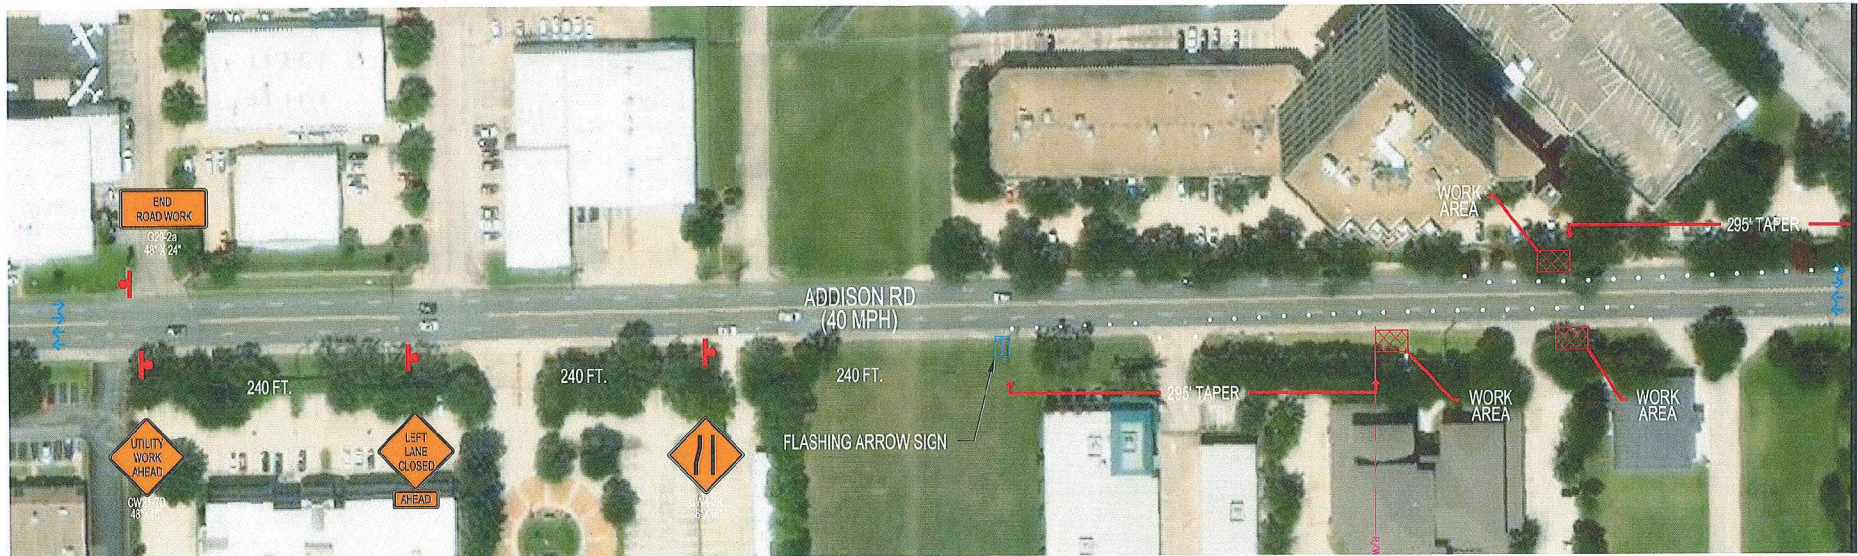 END
ROAD WORK
G20-2a
48" X 24"
WORK
AREA
295' TAPER
ADDISON RD
(40 MPH)
240 FT.
240 FT.
240 FT.
295' TAPER
WORK
AREA
WORK
AREA
FLASHING ARROW SIGN
UTILITY
WORK
AHEAD
LEFT
LANE
CLOSED
AHEAD